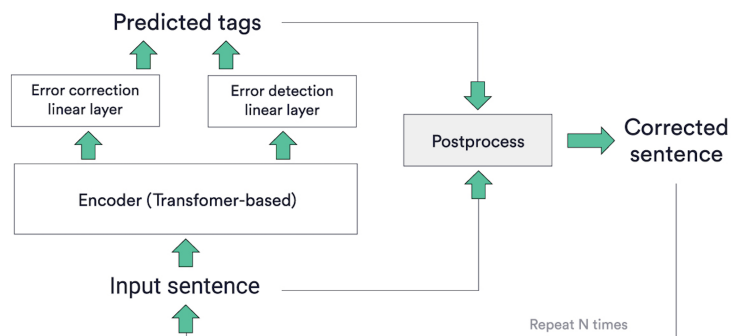 Predicted tags
Error correction
linear layer
Error detection
linear layer
Postprocess
Corrected
sentence
Encoder (Transfomer-based)
Input sentence
Repeat N times